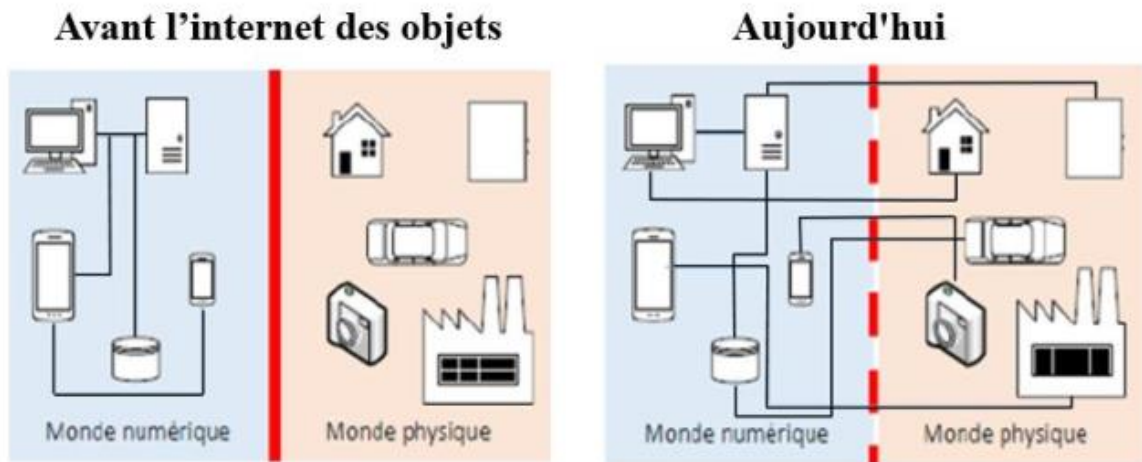 Avant l’internet des objets
Aujourd'hui
Monde numérique
Monde physique
Monde numérique
Monde physique